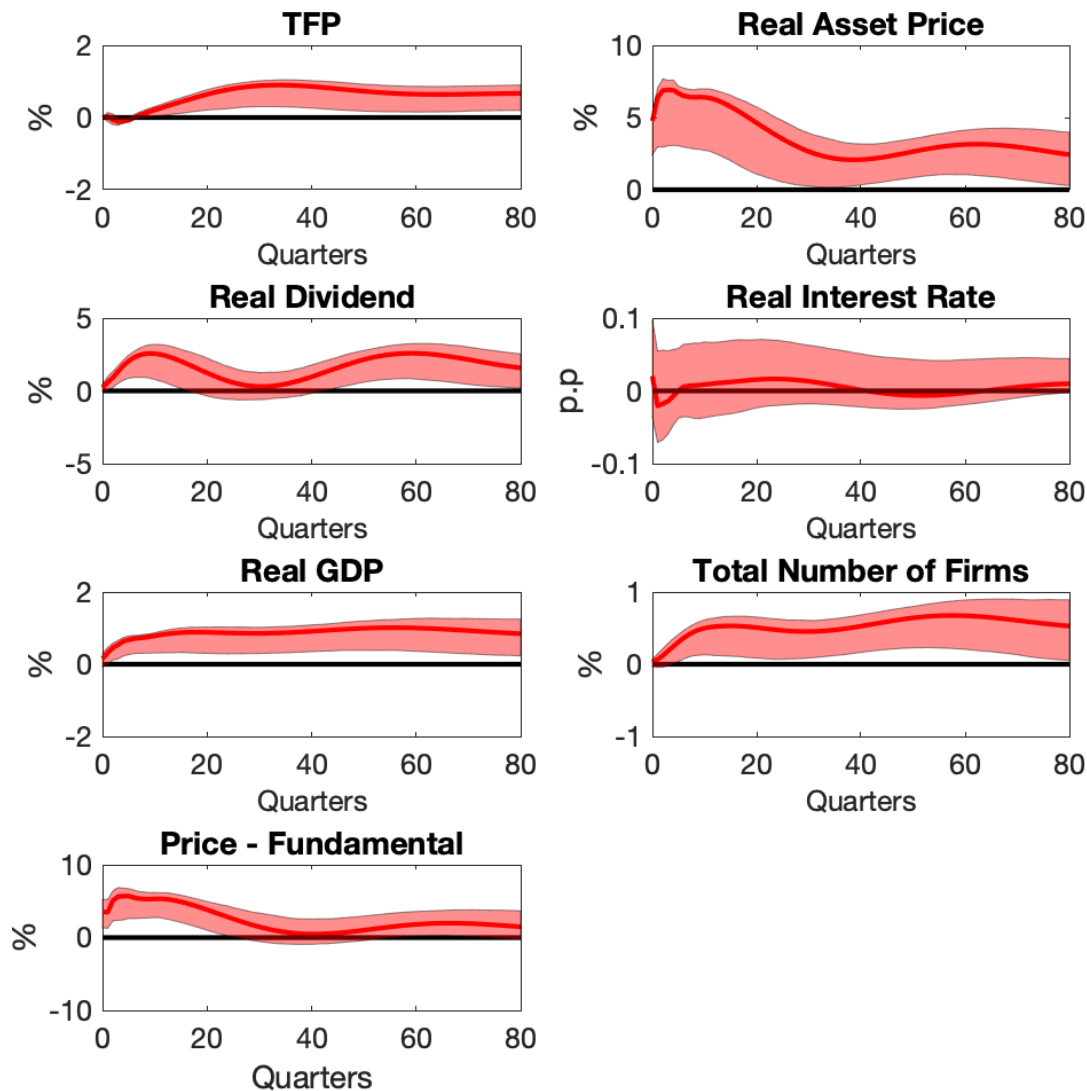 TFP
2
0
-2
%
0 20 40 60 80
Quarters
Real Asset Price
10
5
0
%
0 20 40 60 80
Quarters
Real Dividend
5
0
-5
%
0 20 40 60 80
Quarters
Real Interest Rate
0.1
0
-0.1
p.p
0 20 40 60 80
Quarters
Real GDP
2
0
-2
%
0 20 40 60 80
Quarters
Total Number of Firms
1
0
-1
%
0 20 40 60 80
Quarters
Price - Fundamental
10
0
-10
%
0 20 40 60 80
Quarters